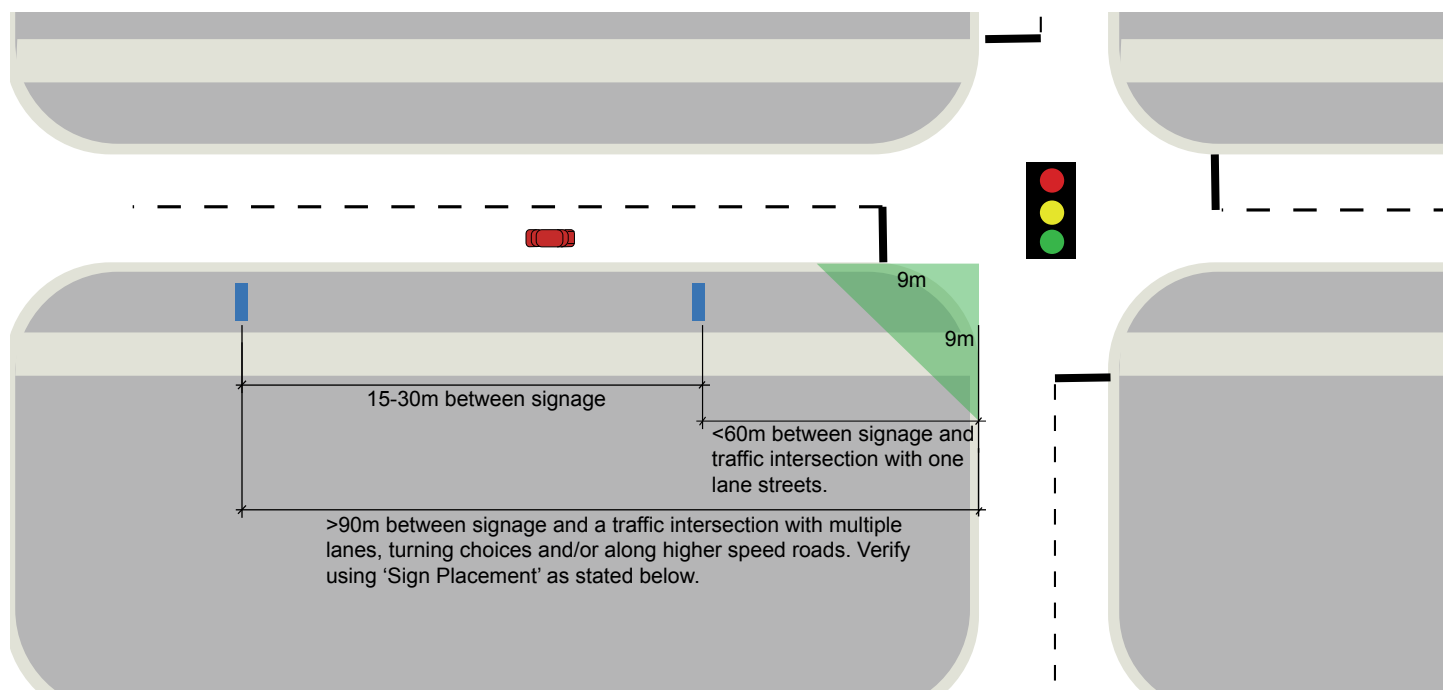 9m
9m
15-30m between signage
<60m between signage and
traffic intersection with one
lane streets.
>90m between signage and a traffic intersection with multiple
lanes, turning choices and/or along higher speed roads. Verify
using ‘Sign Placement’ as stated below.